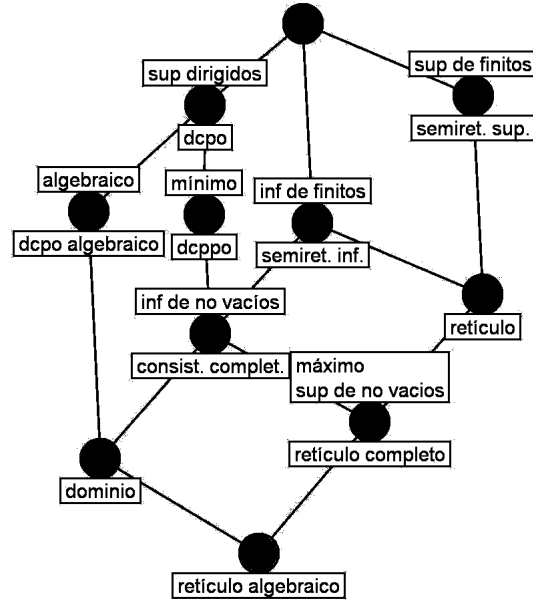 sup dirigidos
sup de finitos
dcpo
semiret. sup.
algebraico
mínimo
inf de finitos
dcpo algebraico
dcppo
semiret. inf.
inf de no vacíos
retículo
consist. complet.
máximo
sup de no vacios
retículo completo
dominio
retículo algebraico